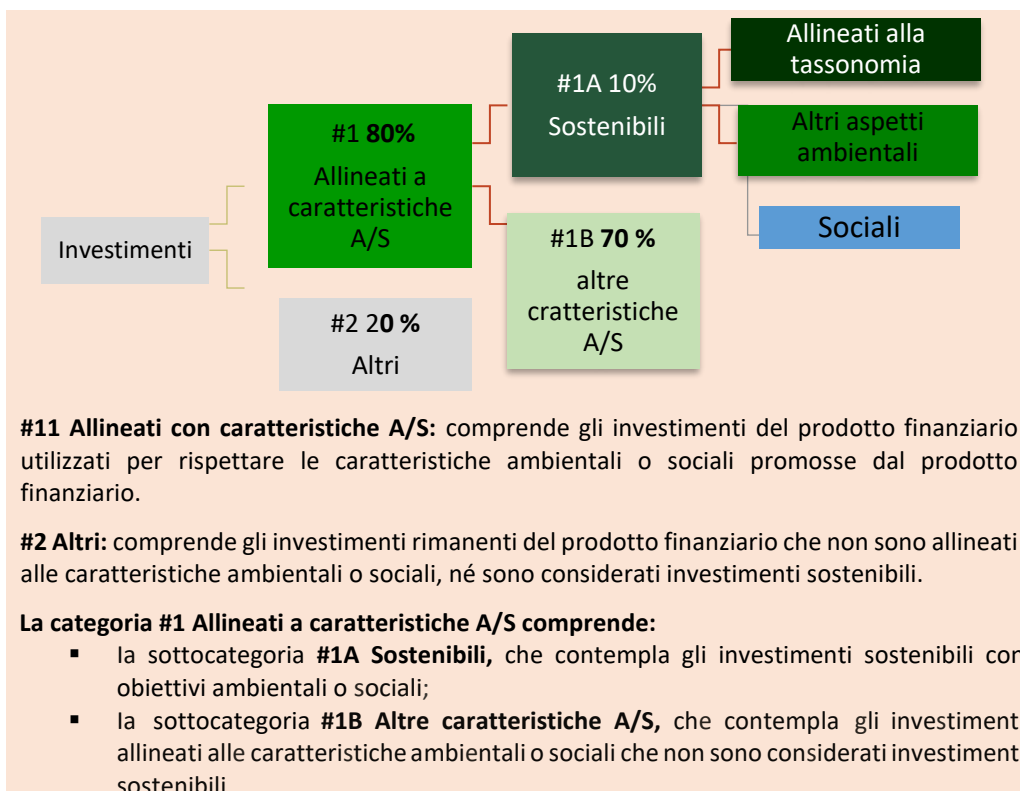 Investimenti
#1 80%
Allineati a
caratteristiche
A/S
#2 20 %
Altri
#1A 10%
Sostenibili
#1B 70 %
altre
cratteristiche
A/S
Allineati alla
tassonomia
Altri aspetti
ambientali
Sociali
#11 Allineati con caratteristiche A/S: comprende gli investimenti del prodotto finanziario
utilizzati per rispettare le caratteristiche ambientali o sociali promosse dal prodotto
finanziario.
#2 Altri: comprende gli investimenti rimanenti del prodotto finanziario che non sono allineati
alle caratteristiche ambientali o sociali, né sono considerati investimenti sostenibili.
La categoria #1 Allineati a caratteristiche A/S comprende:
▪ la sottocategoria #1A Sostenibili, che contempla gli investimenti sostenibili con
obiettivi ambientali o sociali;
▪ la sottocategoria #1B Altre caratteristiche A/S, che contempla gli investiment
allineati alle caratteristiche ambientali o sociali che non sono considerati investiment
sostenibili